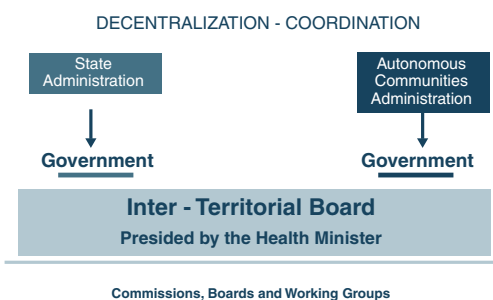 DECENTRALIZATION - COORDINATION
State
Administration
Autonomous
Communities
Administration
Government
Government
Inter - Territorial Board
Presided by the Health Minister
Commissions, Boards and Working Groups